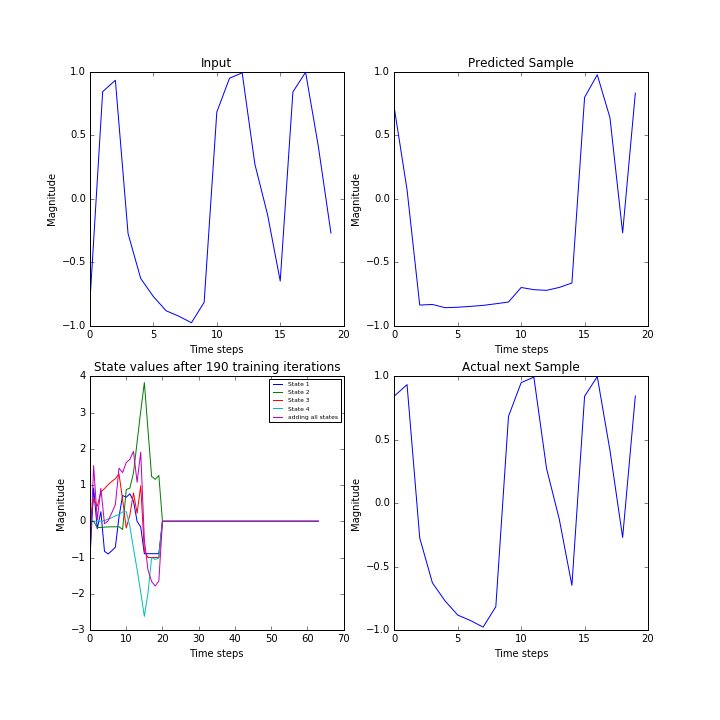 Input
1.0
0.5
0.0
−0.5
−1.0
Magnitude
0 5 10 15 20
Time steps
Predicted Sample
1.0
0.5
0.0
−0.5
−1.0
Magnitude
0 5 10 15 20
Time steps
State values after 190 training iterations
4
3
2
1
0
−1
−2
−3
Magnitude
State 1
State 2
State 3
State 4
adding all states
0 10 20 30 40 50 60 70
Time steps
Actual next Sample
1.0
0.5
0.0
−0.5
−1.0
Magnitude
0 5 10 15 20
Time steps